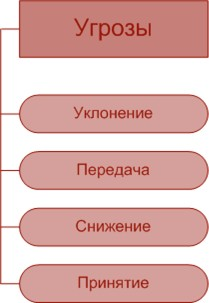 Угрозы
Уклонение
Передача
Снижение
Принятие